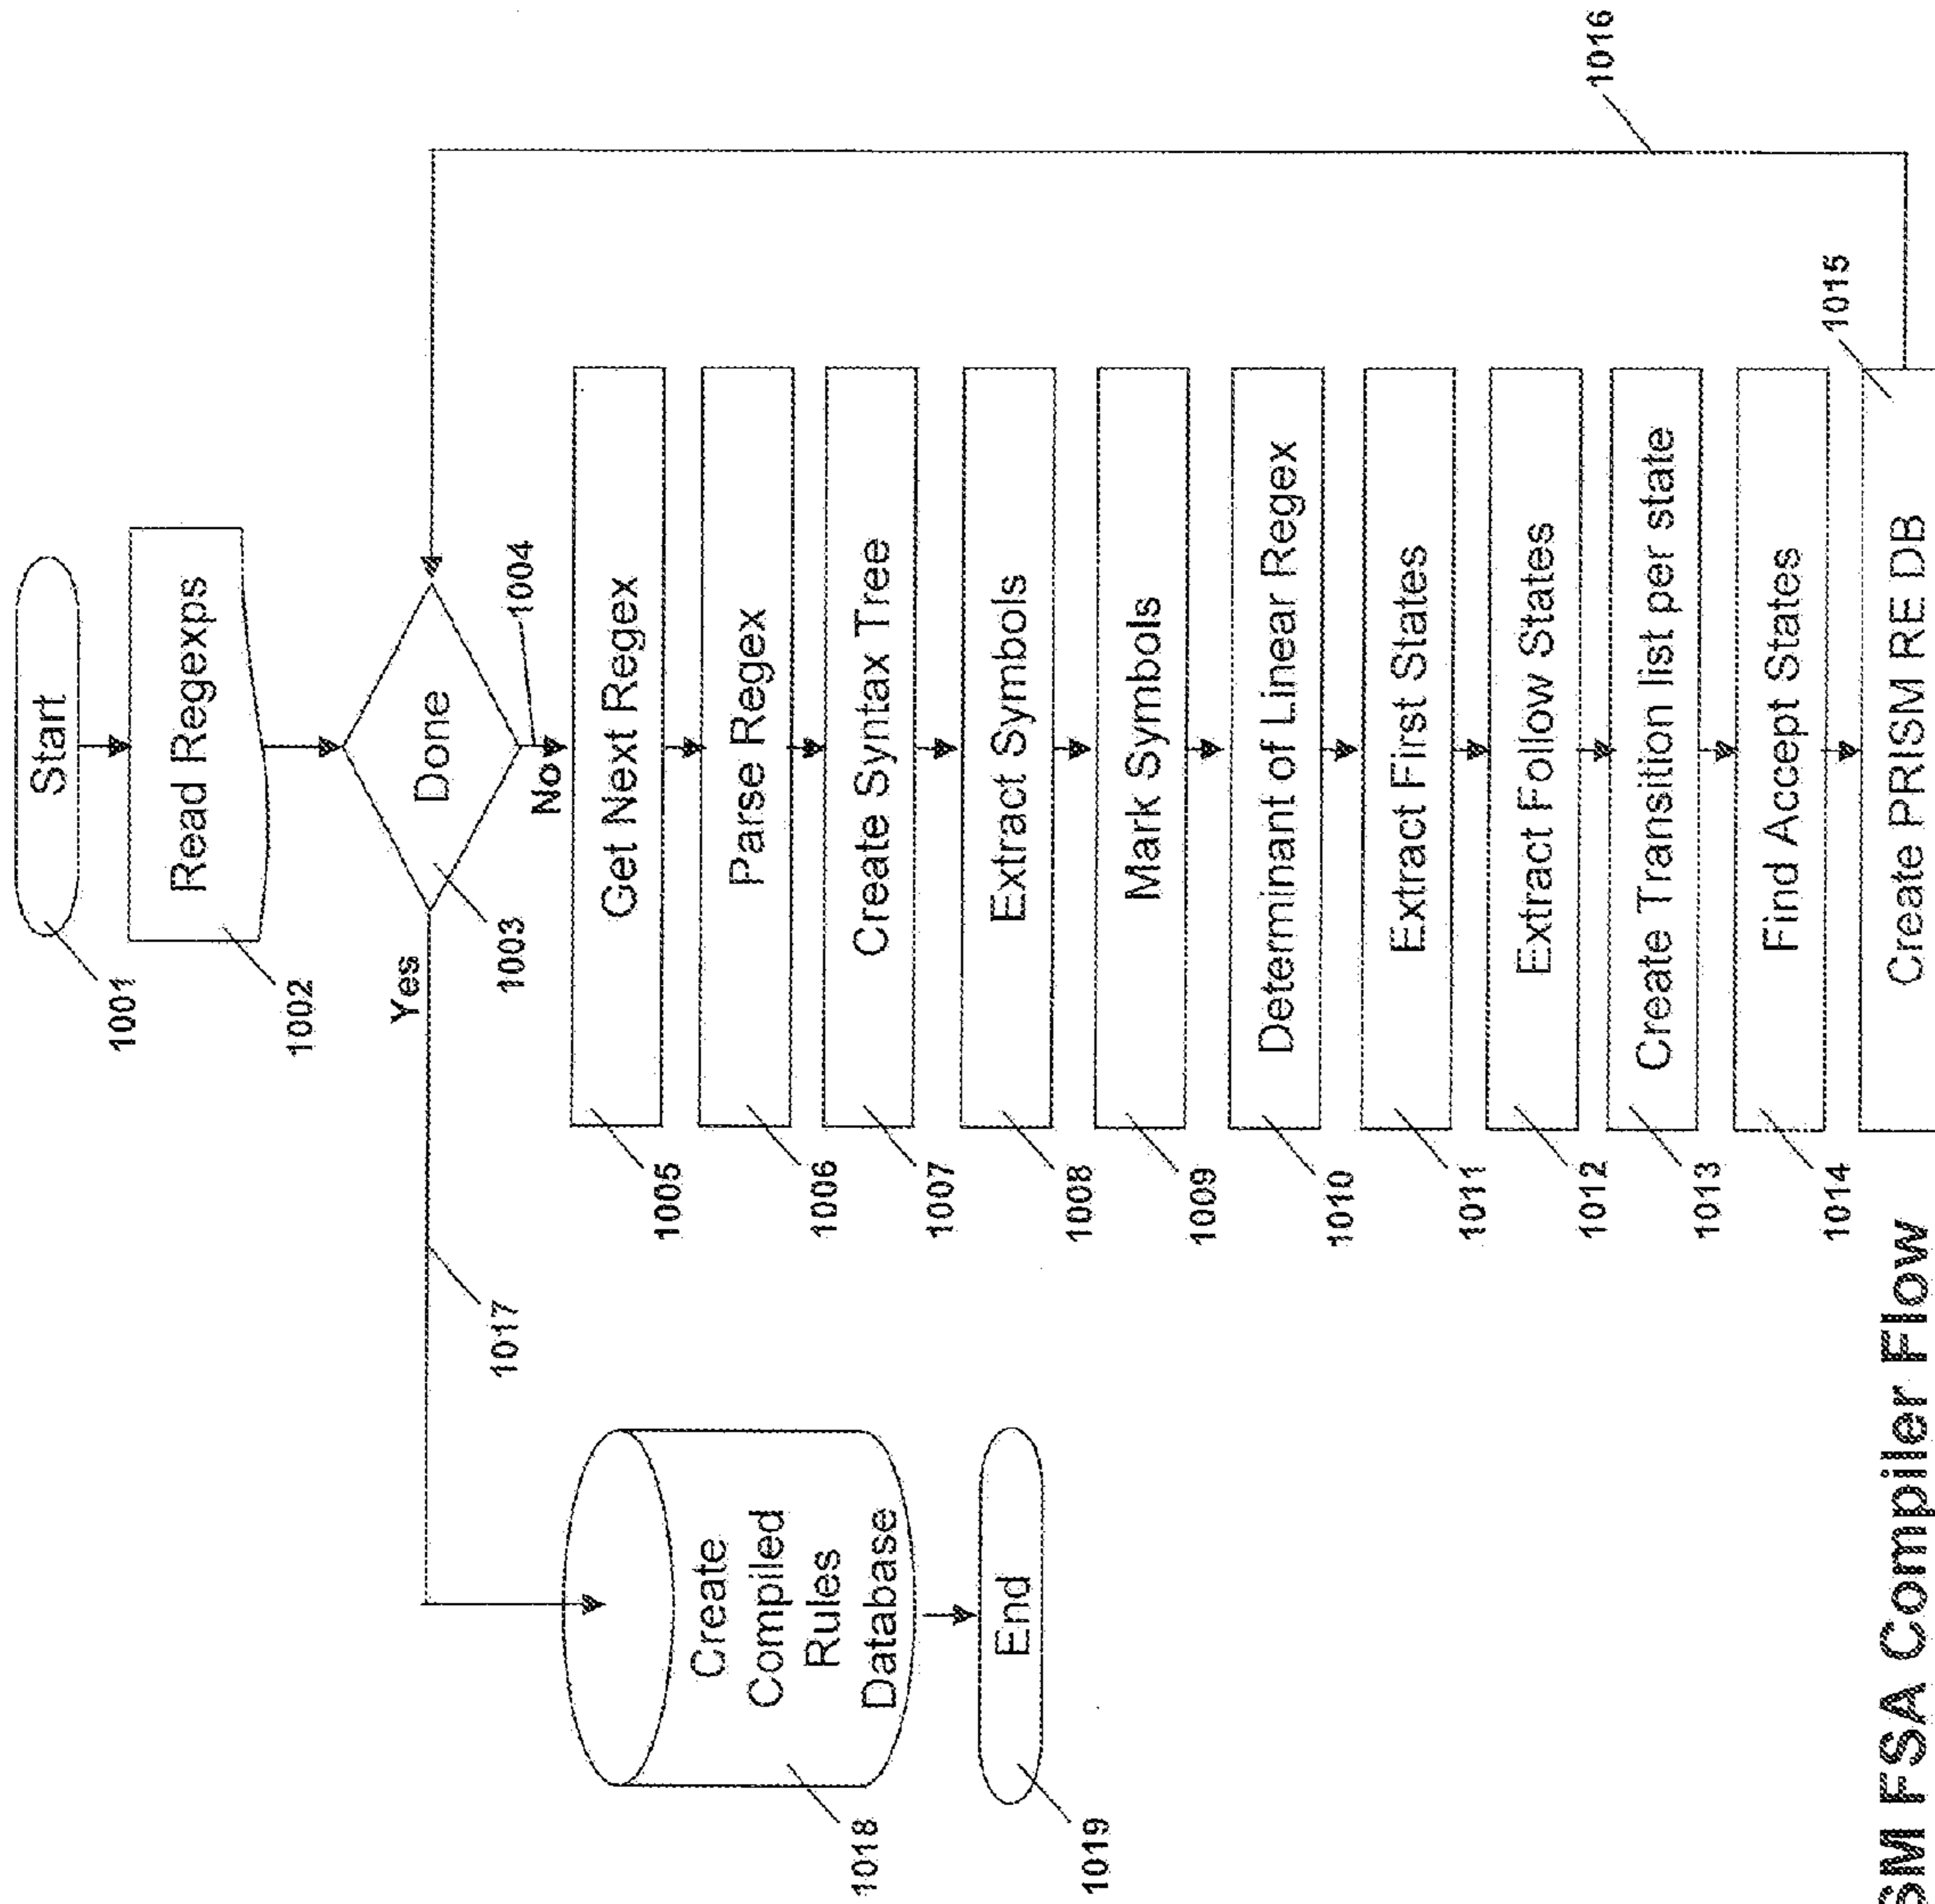 Start
1001
Read Regexps
1002
Done
1003
Yes
No
1004
Get Next Regex
1005
Parse Regex
1006
Create Syntax Tree
1007
Extract Symbols
1008
Mark Symbols
1009
Determinant of Linear Regex
1010
Extract First States
1011
Extract Follow States
1012
Create Transition list per state
1013
Find Accept States
1014
Create PRISM RE DB
1015
1016
1017
Create
Compiled
Rules
Database
1018
End
1019
SM FSA Compiler Flow